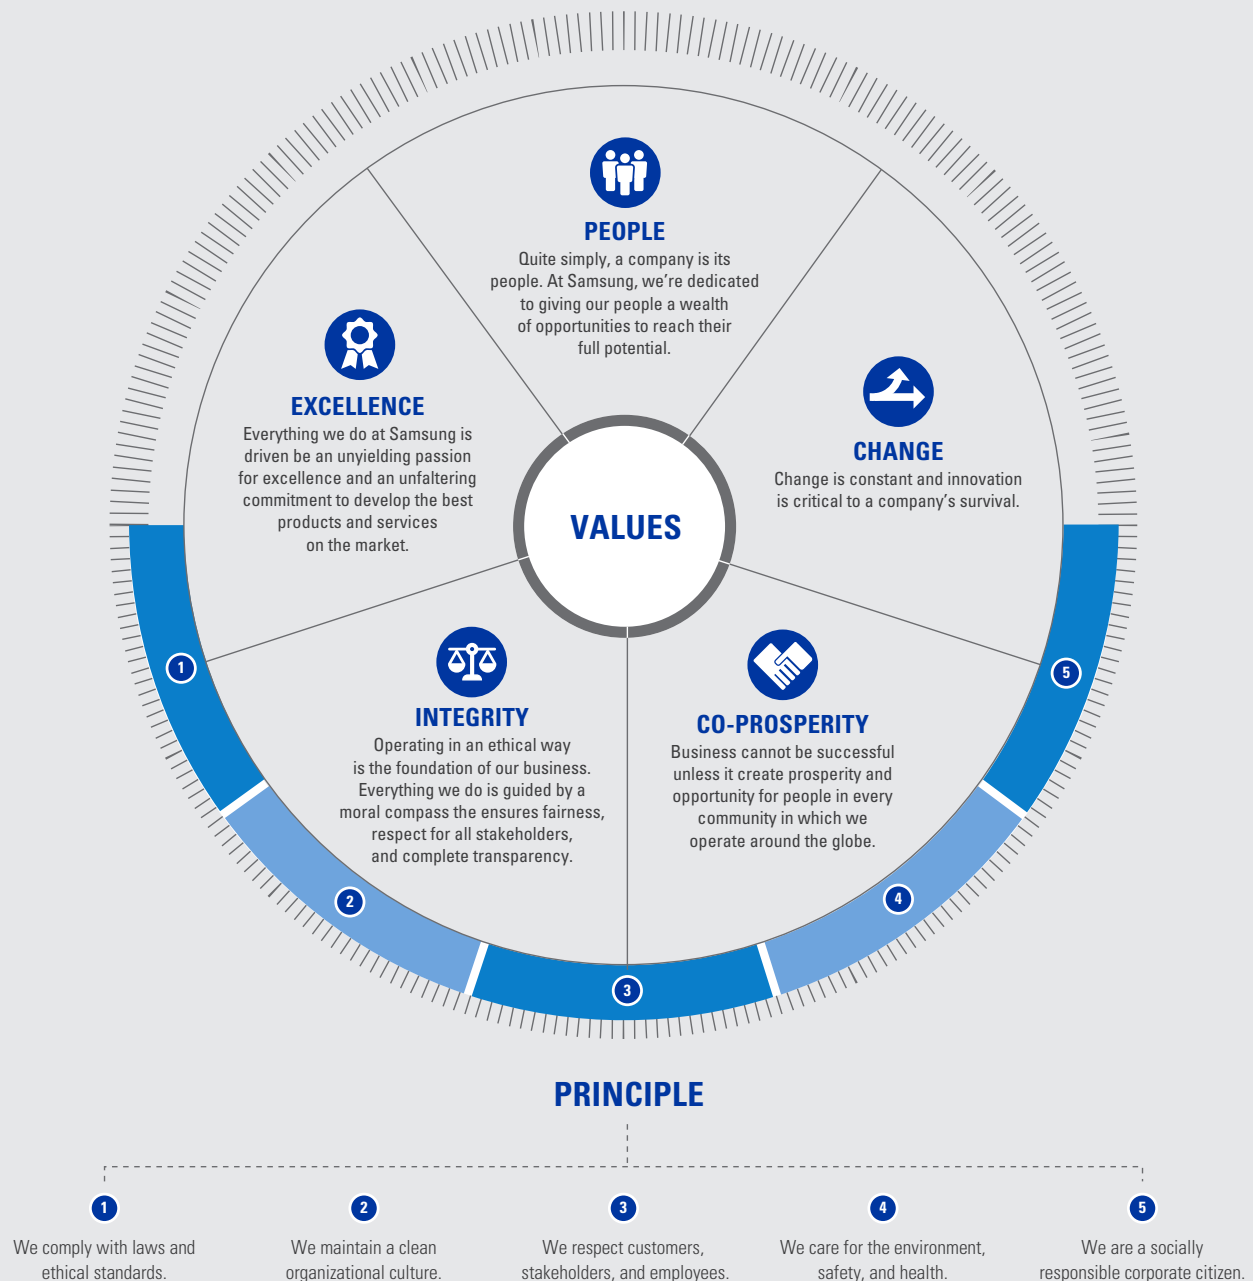 PEOPLE
Quite simply, a company is its
people. At Samsung, we're dedicated
to giving our people a wealth
of opportunities to reach their
full potential.
EXCELLENCE
Everything we do at Samsung is
driven be an unyielding passion
for excellence and an unfaltering
commitment to develop the best
products and services
on the market.
CHANGE
Change is constant and innovation
is critical to a company's survival.
VALUES
INTEGRITY
Operating in an ethical way
is the foundation of our business.
Everything we do is guided by a
moral compass the ensures fairness,
respect for all stakeholders,
and complete transparency.
CO-PROSPERITY
Business cannot be successful
unless it create prosperity and
opportunity for people in every
community in which we
operate around the globe.
1
2
3
4
5
PRINCIPLE
1
We comply with laws and
ethical standards.
2
We maintain a clean
organizational culture.
3
We respect customers,
stakeholders, and employees.
4
We care for the environment,
safety, and health.
5
We are a socially
responsible corporate citizen.